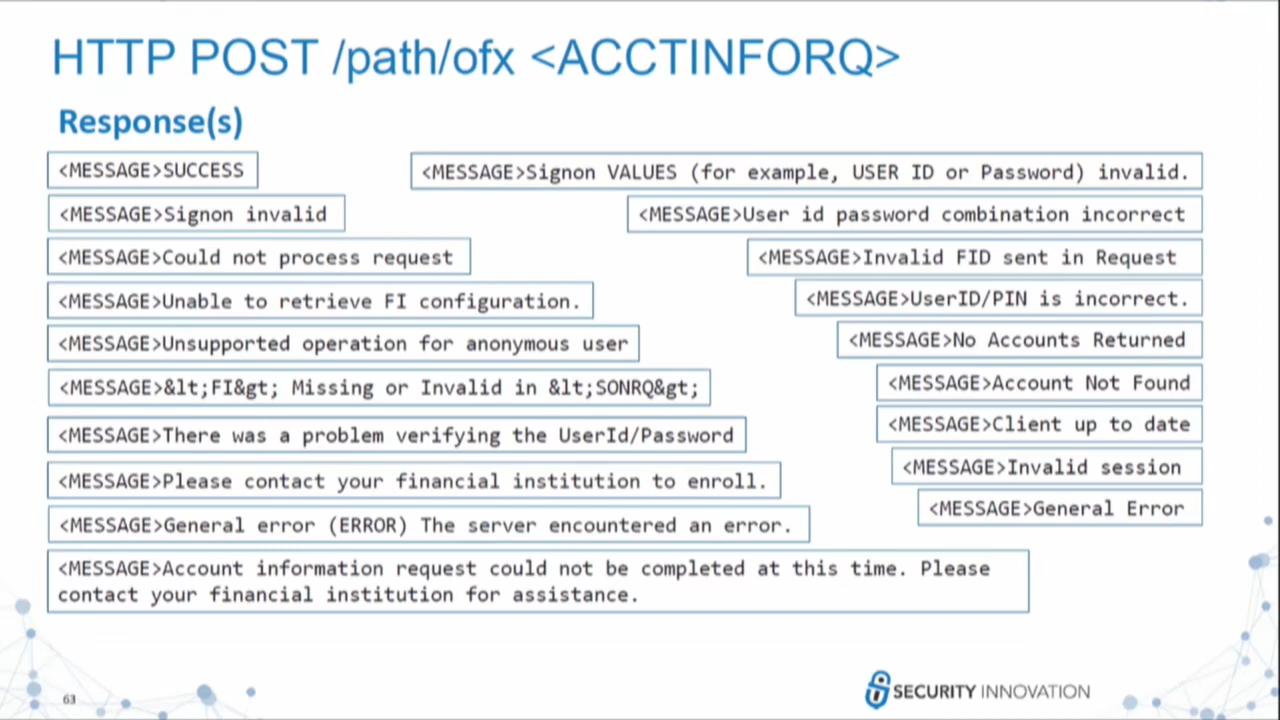 HTTP POST /path/ofx <ACCTINFORQ>
Response(s)
<MESSAGE>SUCCESS
<MESSAGE>Signon VALUES (for example, USER ID or Password) invalid.
<MESSAGE>Signon invalid
<MESSAGE>User id password combination incorrect
<MESSAGE>Could not process request
<MESSAGE>Invalid FID sent in Request
<MESSAGE>Unable to retrieve FI configuration.
<MESSAGE>UserID/PIN is incorrect.
<MESSAGE>Unsupported operation for anonymous user
<MESSAGE>No Accounts Returned
<MESSAGE>&lt;FI&gt; Missing or Invalid in &lt;SONRQ&gt;
<MESSAGE>Account Not Found
<MESSAGE>There was a problem verifying the UserId/Password
<MESSAGE>Client up to date
<MESSAGE>Please contact your financial institution to enroll.
<MESSAGE>Invalid session
<MESSAGE>General error (ERROR) The server encountered an error.
<MESSAGE>General Error
<MESSAGE>Account information request could not be completed at this time. Please
contact your financial institution for assistance.
63
SECURITY INNOVATION